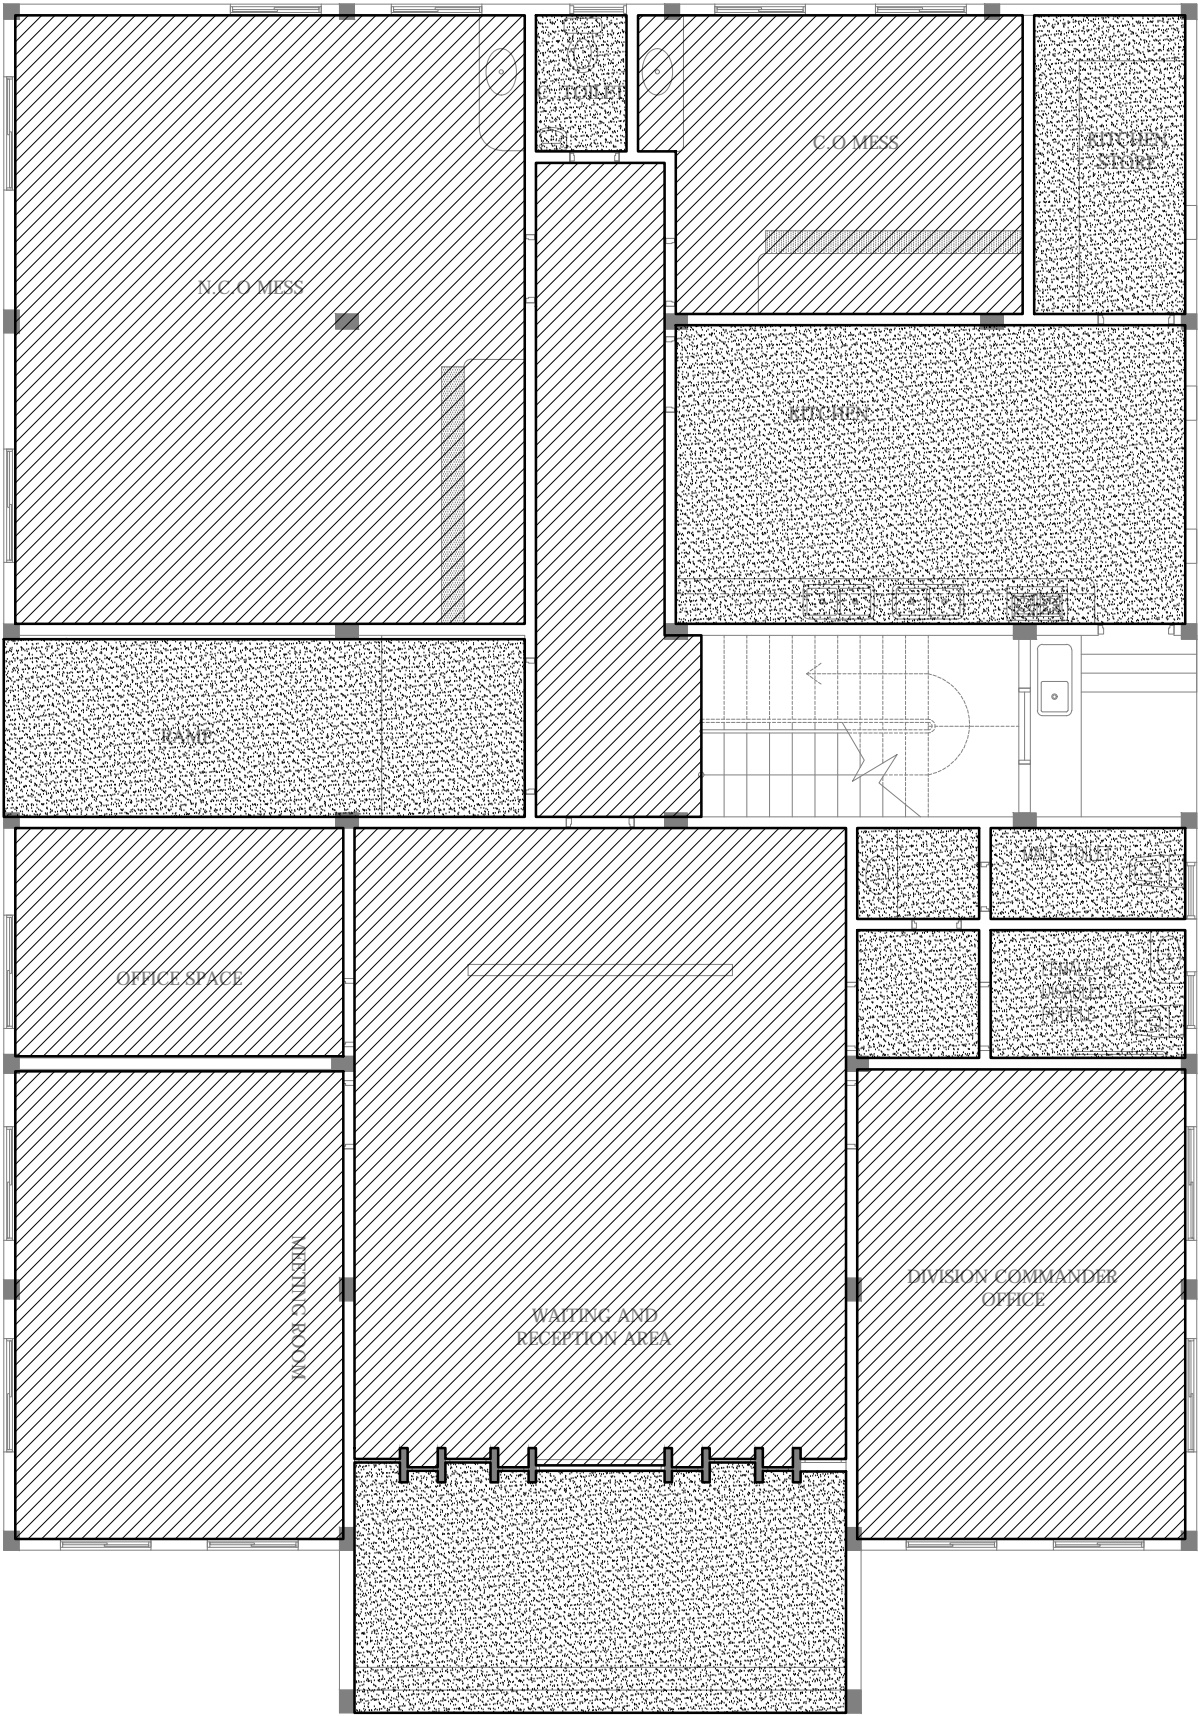 TOILET
C.O MESS
KITCHEN
STORE
N.C.O MESS
KITCHEN
RAMP
OFFICE SPACE
MEETING ROOM
DIVISION COMMANDER
OFFICE
WAITING AND
RECEPTION AREA